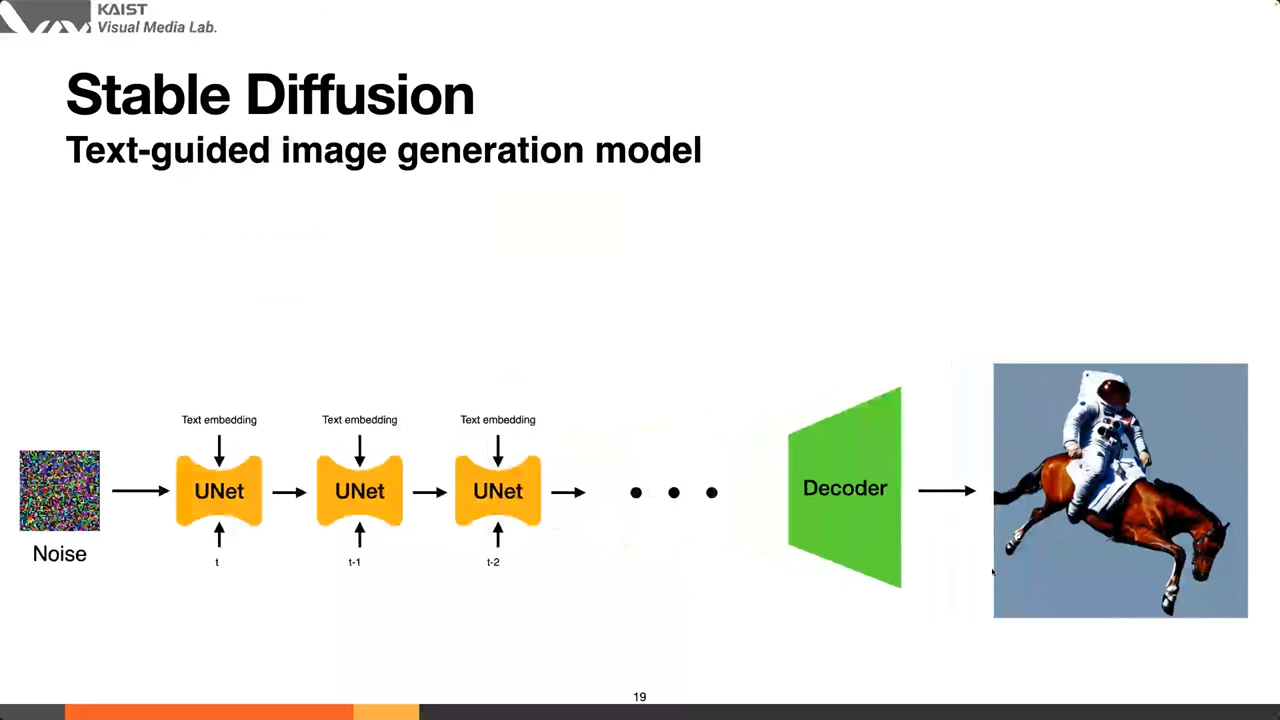 KAIST
Visual Media Lab.
Stable Diffusion
Text-guided image generation model
Text embedding
Text embedding
Text embedding
UNet
UNet
UNet
Decoder
Noise
t
t-1
t-2
19